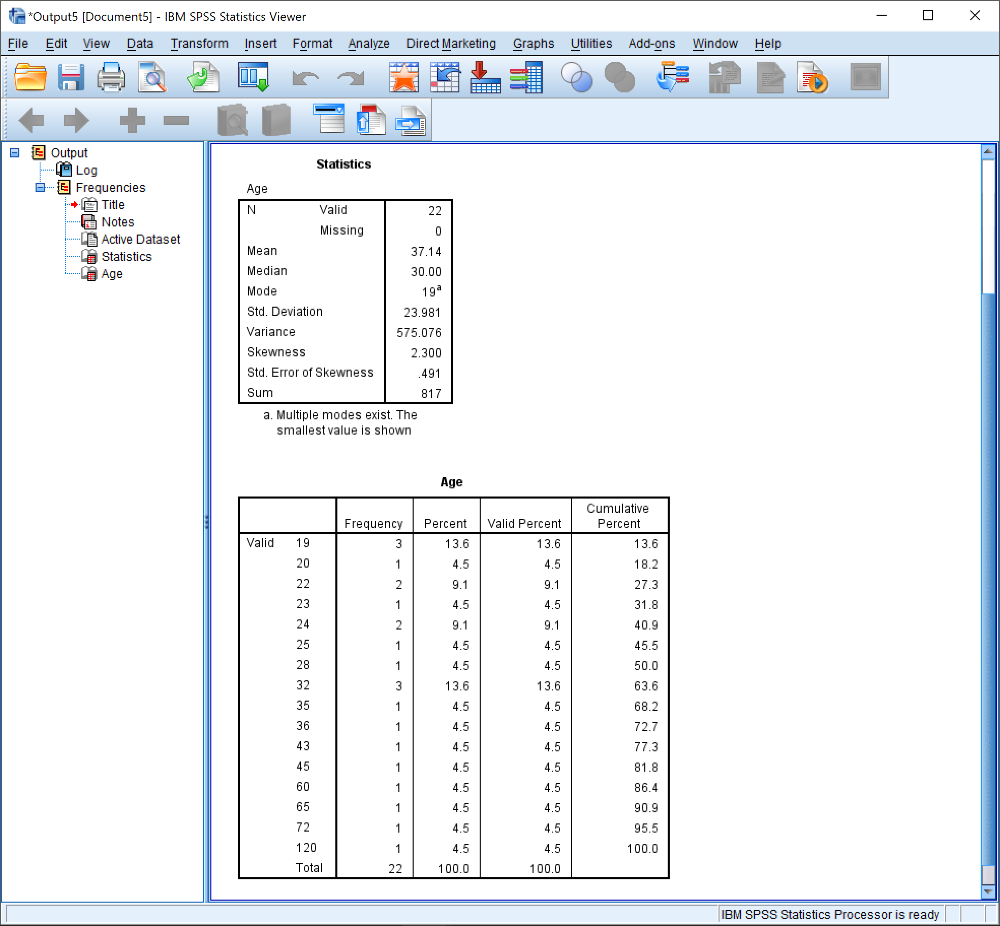 *Output5 [Document5] - IBM SPSS Statistics Viewer
File Edit View Data Transform Insert Format Analyze Direct Marketing Graphs Utilities Add-ons Window Help
Output
Log
Frequencies
Title
Notes
Active Dataset
Statistics
Age
Statistics
Age
N Valid 22
Missing 0
Mean 37.14
Median 30.00
Mode 19a
Std. Deviation 23.981
Variance 575.076
Skewness 2.300
Std. Error of Skewness .491
Sum 817
a. Multiple modes exist. The
smallest value is shown
Age
Cumulative
Frequency Percent Valid Percent Percent
Valid 19 3 13.6 13.6 13.6
20 1 4.5 4.5 18.2
22 2 9.1 9.1 27.3
23 1 4.5 4.5 31.8
24 2 9.1 9.1 40.9
25 1 4.5 4.5 45.5
28 1 4.5 4.5 50.0
32 3 13.6 13.6 63.6
35 1 4.5 4.5 68.2
36 1 4.5 4.5 72.7
43 1 4.5 4.5 77.3
45 1 4.5 4.5 81.8
60 1 4.5 4.5 86.4
65 1 4.5 4.5 90.9
72 1 4.5 4.5 95.5
120 1 4.5 4.5 100.0
Total 22 100.0 100.0
IBM SPSS Statistics Processor is ready